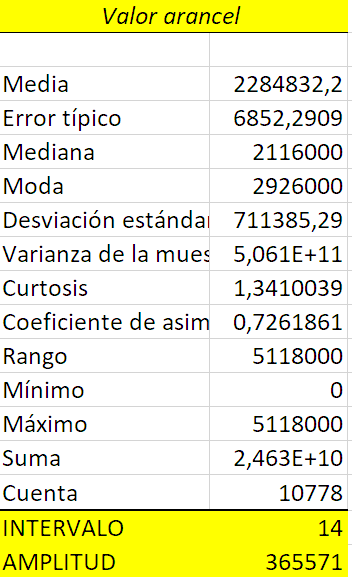 Valor arancel
Media 2284832,2
Error típico 6852,2909
Mediana 2116000
Moda 2926000
Desviación estándar 711385,29
Varianza de la mues 5,061E+11
Curtosis 1,3410039
Coeficiente de asim 0,7261861
Rango 5118000
Mínimo 0
Máximo 5118000
Suma 2,463E+10
Cuenta 10778
INTERVALO 14
AMPLITUD 365571